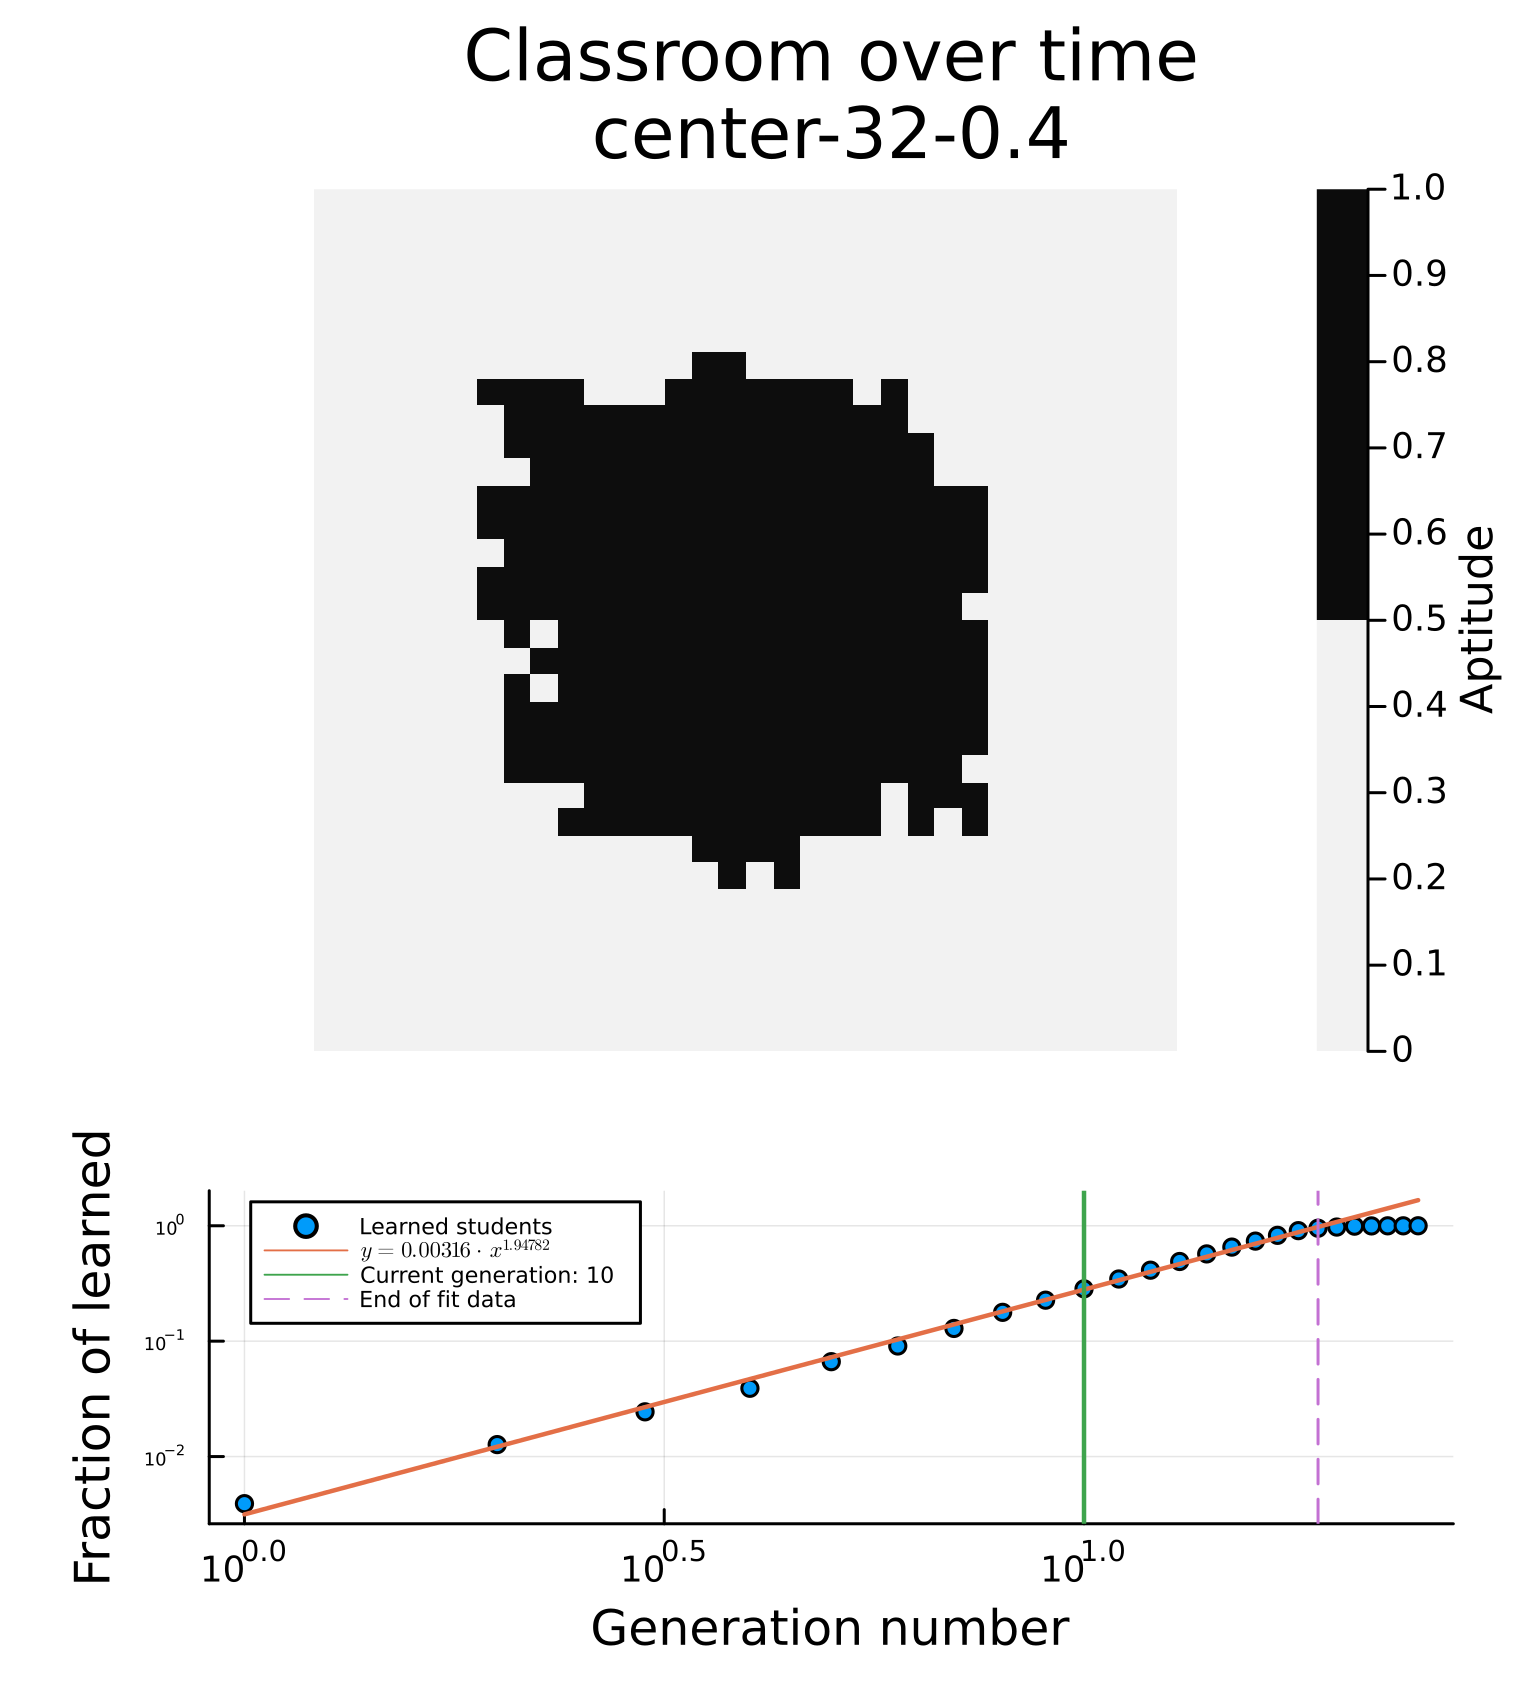 Classroom over time
center-32-0.4
1.0
0.9
0.8
0.7
0.6
0.5
0.4
0.3
0.2
0.1
0
Aptitude
Fraction of learned
10⁰
10⁻¹
10⁻²
Learned students
y = 0.00316 · x^1.94782
Current generation: 10
End of fit data
10^0.0
10^0.5
10^1.0
Generation number